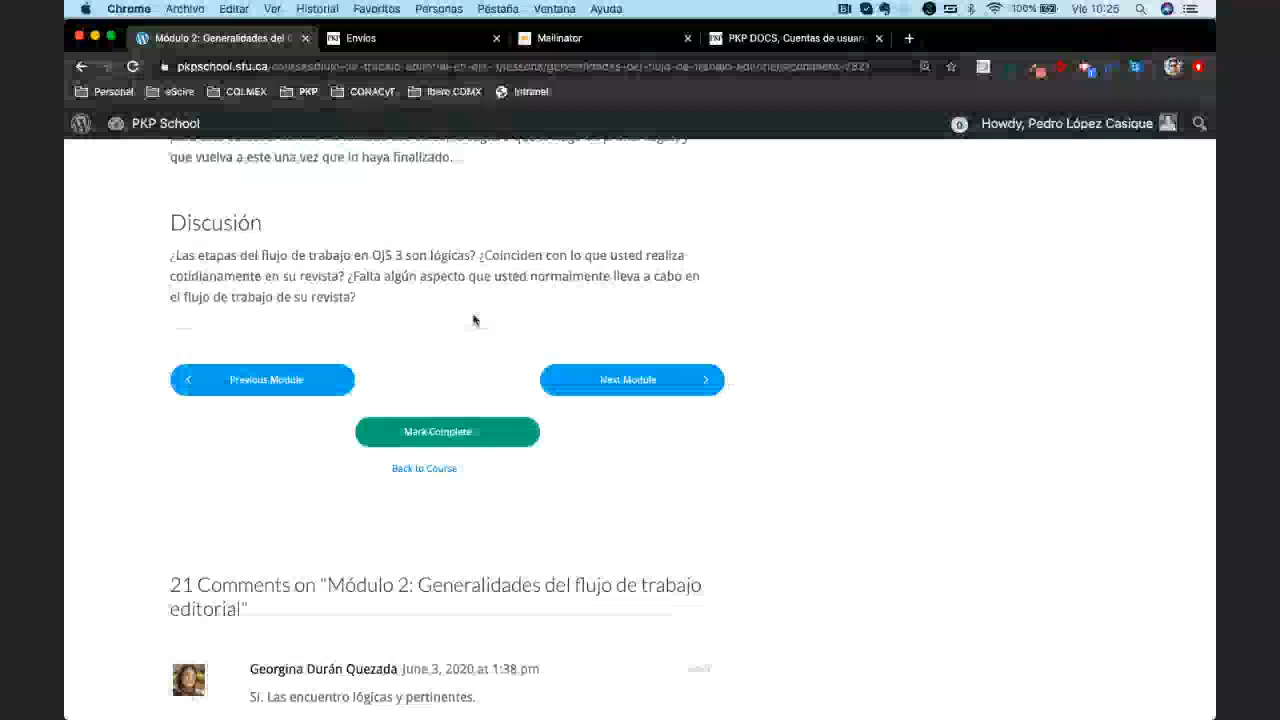 Chrome Archivo Editar Ver Historial Favoritos Personas Pestaña Ventana Ayuda 100% Vie 10:25
Módulo 2: Generalidades del Envíos Mailinator PKP DOCS, Cuentas de usuar
pkpschool.sfu.ca
Personal eScire COLMEX PKP CONACyT Ibero CDMX Intranet
PKP School 0 Howdy, Pedro López Casique
que vuelva a este una vez que lo haya finalizado.
Discusión
¿Las etapas del flujo de trabajo en OJS 3 son lógicas? ¿Coinciden con lo que usted realiza
cotidianamente en su revista? ¿Falta algún aspecto que usted normalmente lleva a cabo en
el flujo de trabajo de su revista?
Previous Module Next Module
Mark Complete
Back to Course
21 Comments on "Módulo 2: Generalidades del flujo de trabajo
editorial"
Georgina Durán Quezada June 3, 2020 at 1:38 pm
Sí. Las encuentro lógicas y pertinentes.